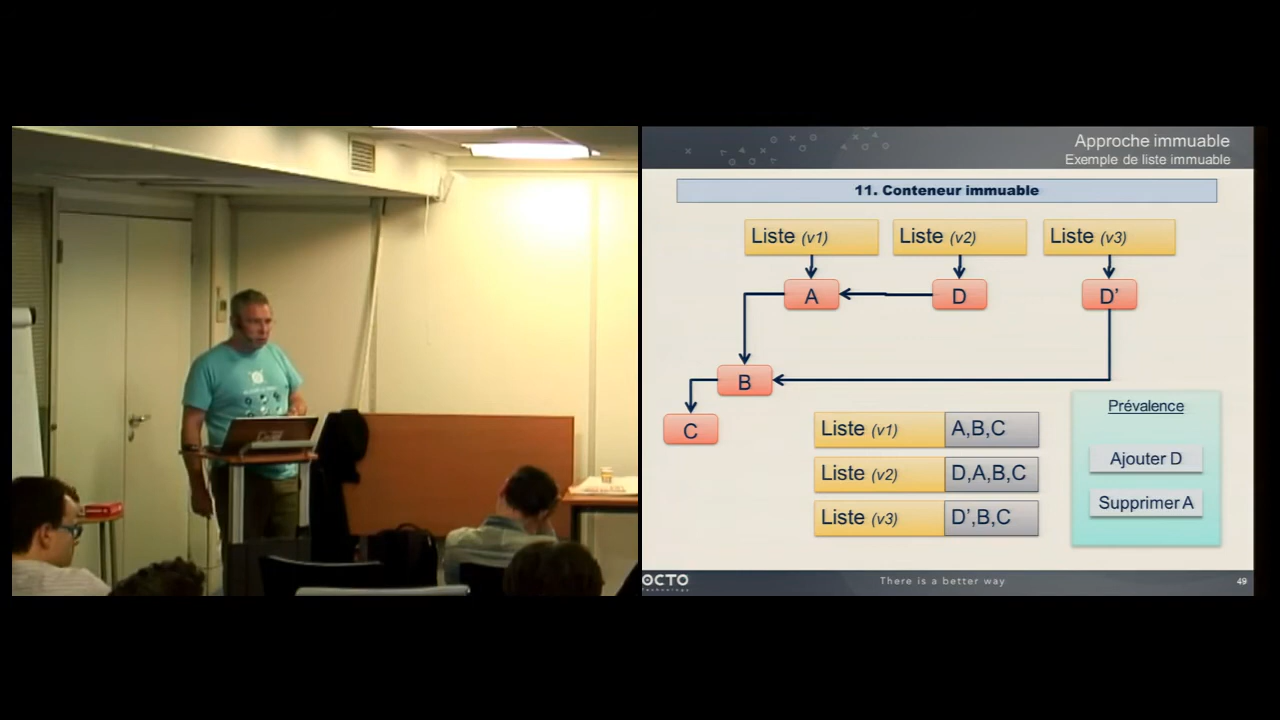 Approche immuable
Exemple de liste immuable
11. Conteneur immuable
Liste (v1)
Liste (v2)
Liste (v3)
A
D
D’
B
C
Liste (v1)
A,B,C
Liste (v2)
D,A,B,C
Liste (v3)
D’,B,C
Prévalence
Ajouter D
Supprimer A
OCTO
Technology
There is a better way
49